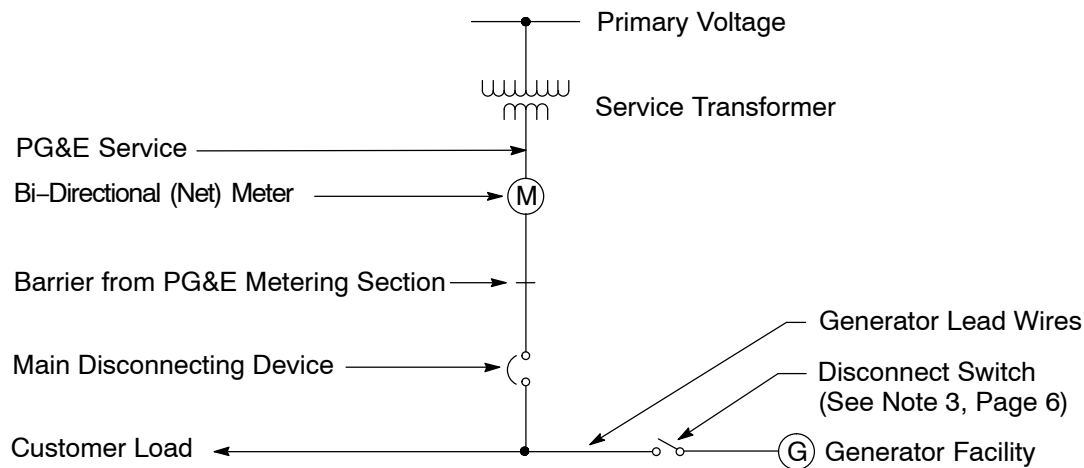 Primary Voltage
Service Transformer
PG&E Service
Bi–Directional (Net) Meter
M
Barrier from PG&E Metering Section
Generator Lead Wires
Main Disconnecting Device
Disconnect Switch
(See Note 3, Page 6)
Customer Load
G
Generator Facility